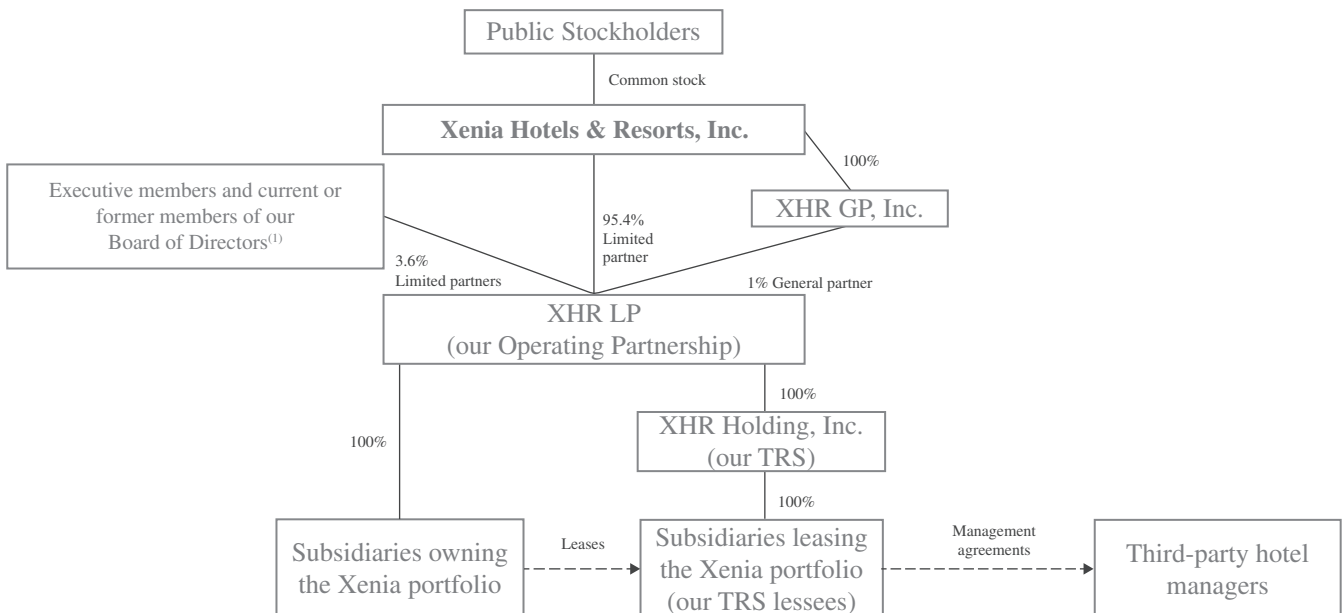 Public Stockholders
Common stock
Xenia Hotels & Resorts, Inc.
100%
Executive members and current or
former members of our
Board of Directors(1)
XHR GP, Inc.
95.4%
Limited
partner
3.6%
Limited partners
1% General partner
XHR LP
(our Operating Partnership)
100%
XHR Holding, Inc.
(our TRS)
100%
100%
Subsidiaries owning
the Xenia portfolio
Leases
Subsidiaries leasing
the Xenia portfolio
(our TRS lessees)
Management
agreements
Third-party hotel
managers